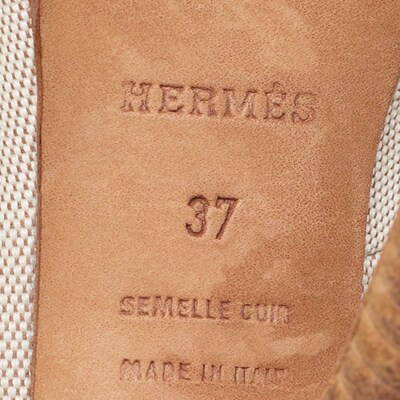 HERMÈS
37
SEMELLE CUIR
MADE IN ITALY